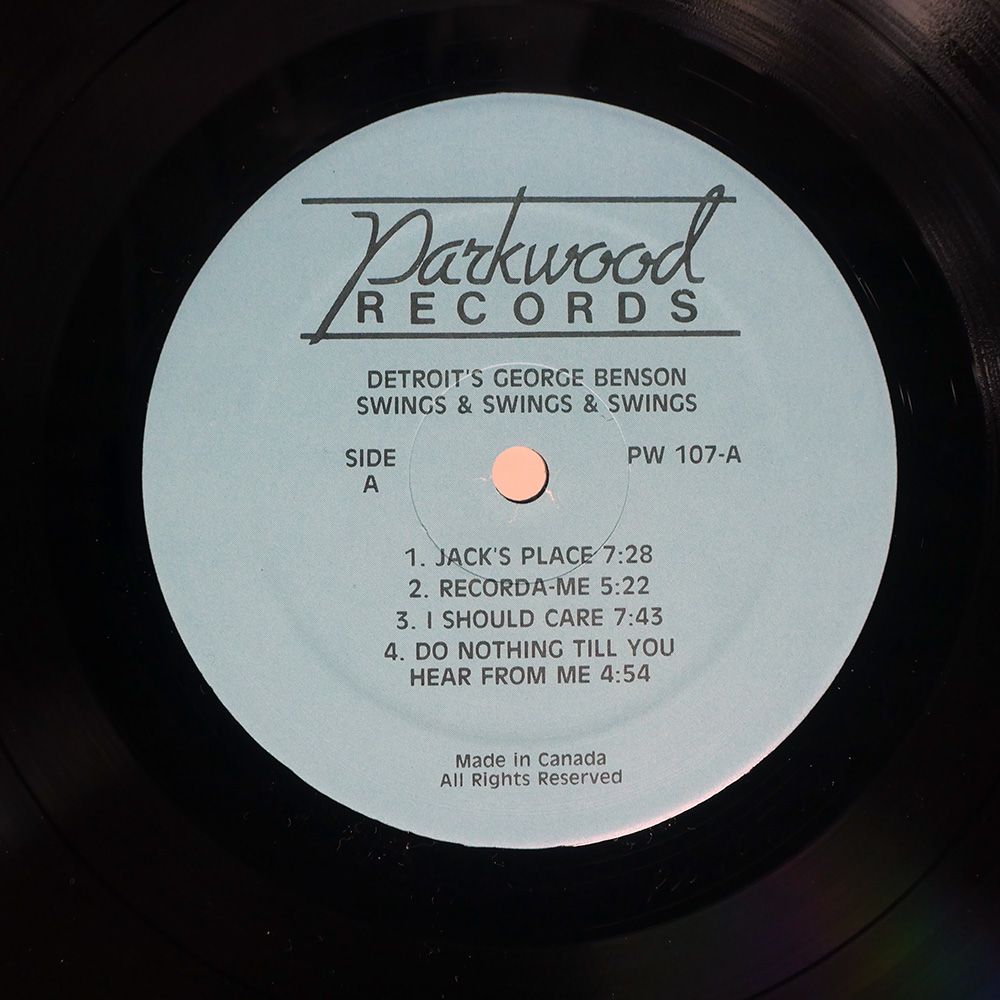 Parkwood
RECORDS
DETROIT'S GEORGE BENSON
SWINGS & SWINGS & SWINGS
SIDE
A
PW 107-A
1. JACK'S PLACE 7:28
2. RECORDA-ME 5:22
3. I SHOULD CARE 7:43
4. DO NOTHING TILL YOU
HEAR FROM ME 4:54
Made in Canada
All Rights Reserved